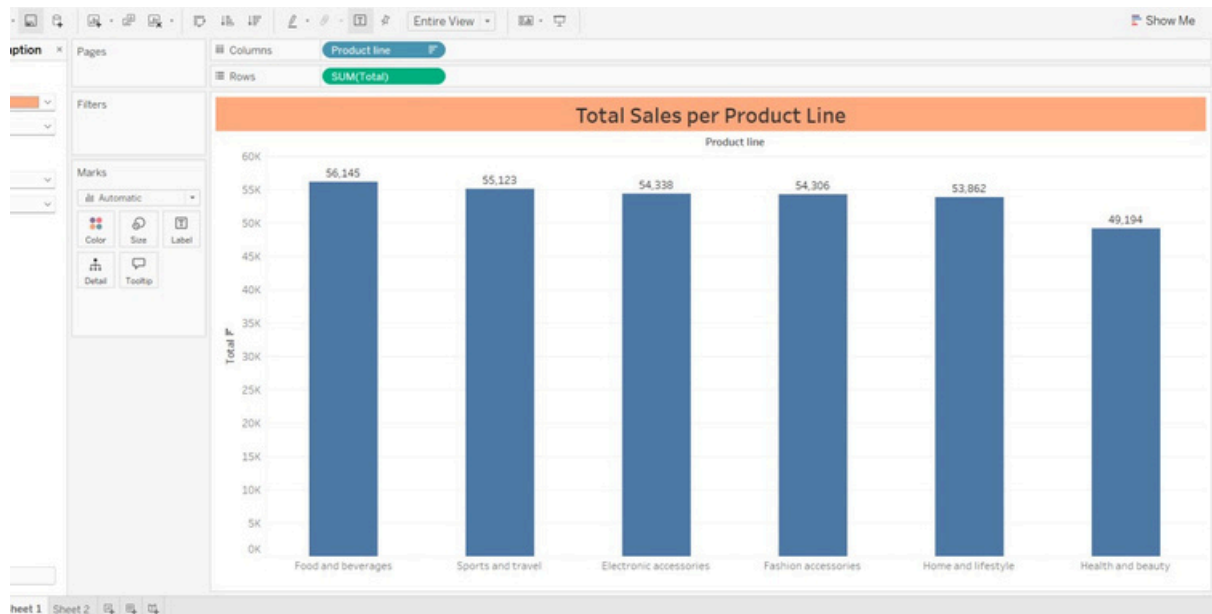 Entire View
Show Me
ption
Pages
Columns
Product line
Rows
SUM(Total)
Filters
Total Sales per Product Line
Product line
Marks
Automatic
Color
Size
Label
Detail
Tooltip
Total
60K
55K
50K
45K
40K
35K
30K
25K
20K
15K
10K
5K
0K
56,145
55,123
54,338
54,306
53,862
49,194
Food and beverages
Sports and travel
Electronic accessories
Fashion accessories
Home and lifestyle
Health and beauty
heet 1
Sheet 2